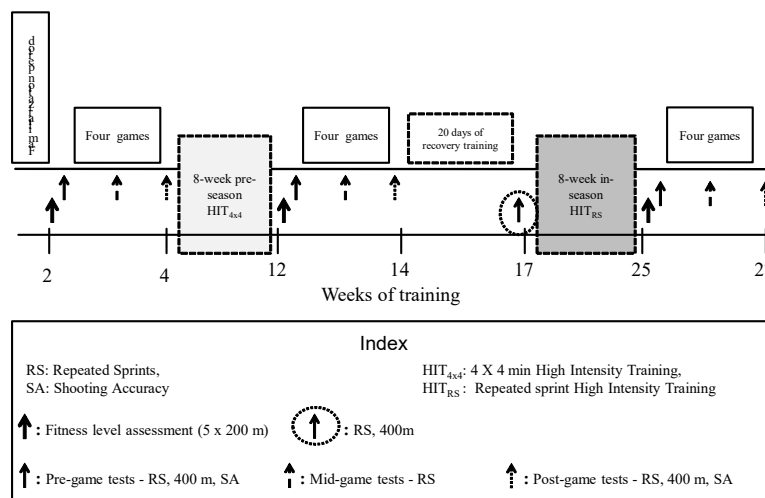 Four games
Four games
20 days of
recovery training
Four games
8-week pre-
season
HIT4x4
8-week in-
season
HITRS
2 4 12 14 17 25
Weeks of training
Index
RS: Repeated Sprints,
SA: Shooting Accuracy
HIT4x4: 4 X 4 min High Intensity Training,
HITRS: Repeated sprint High Intensity Training
: Fitness level assessment (5 x 200 m)
: RS, 400m
: Pre-game tests - RS, 400 m, SA
: Mid-game tests - RS
: Post-game tests - RS, 400 m, SA